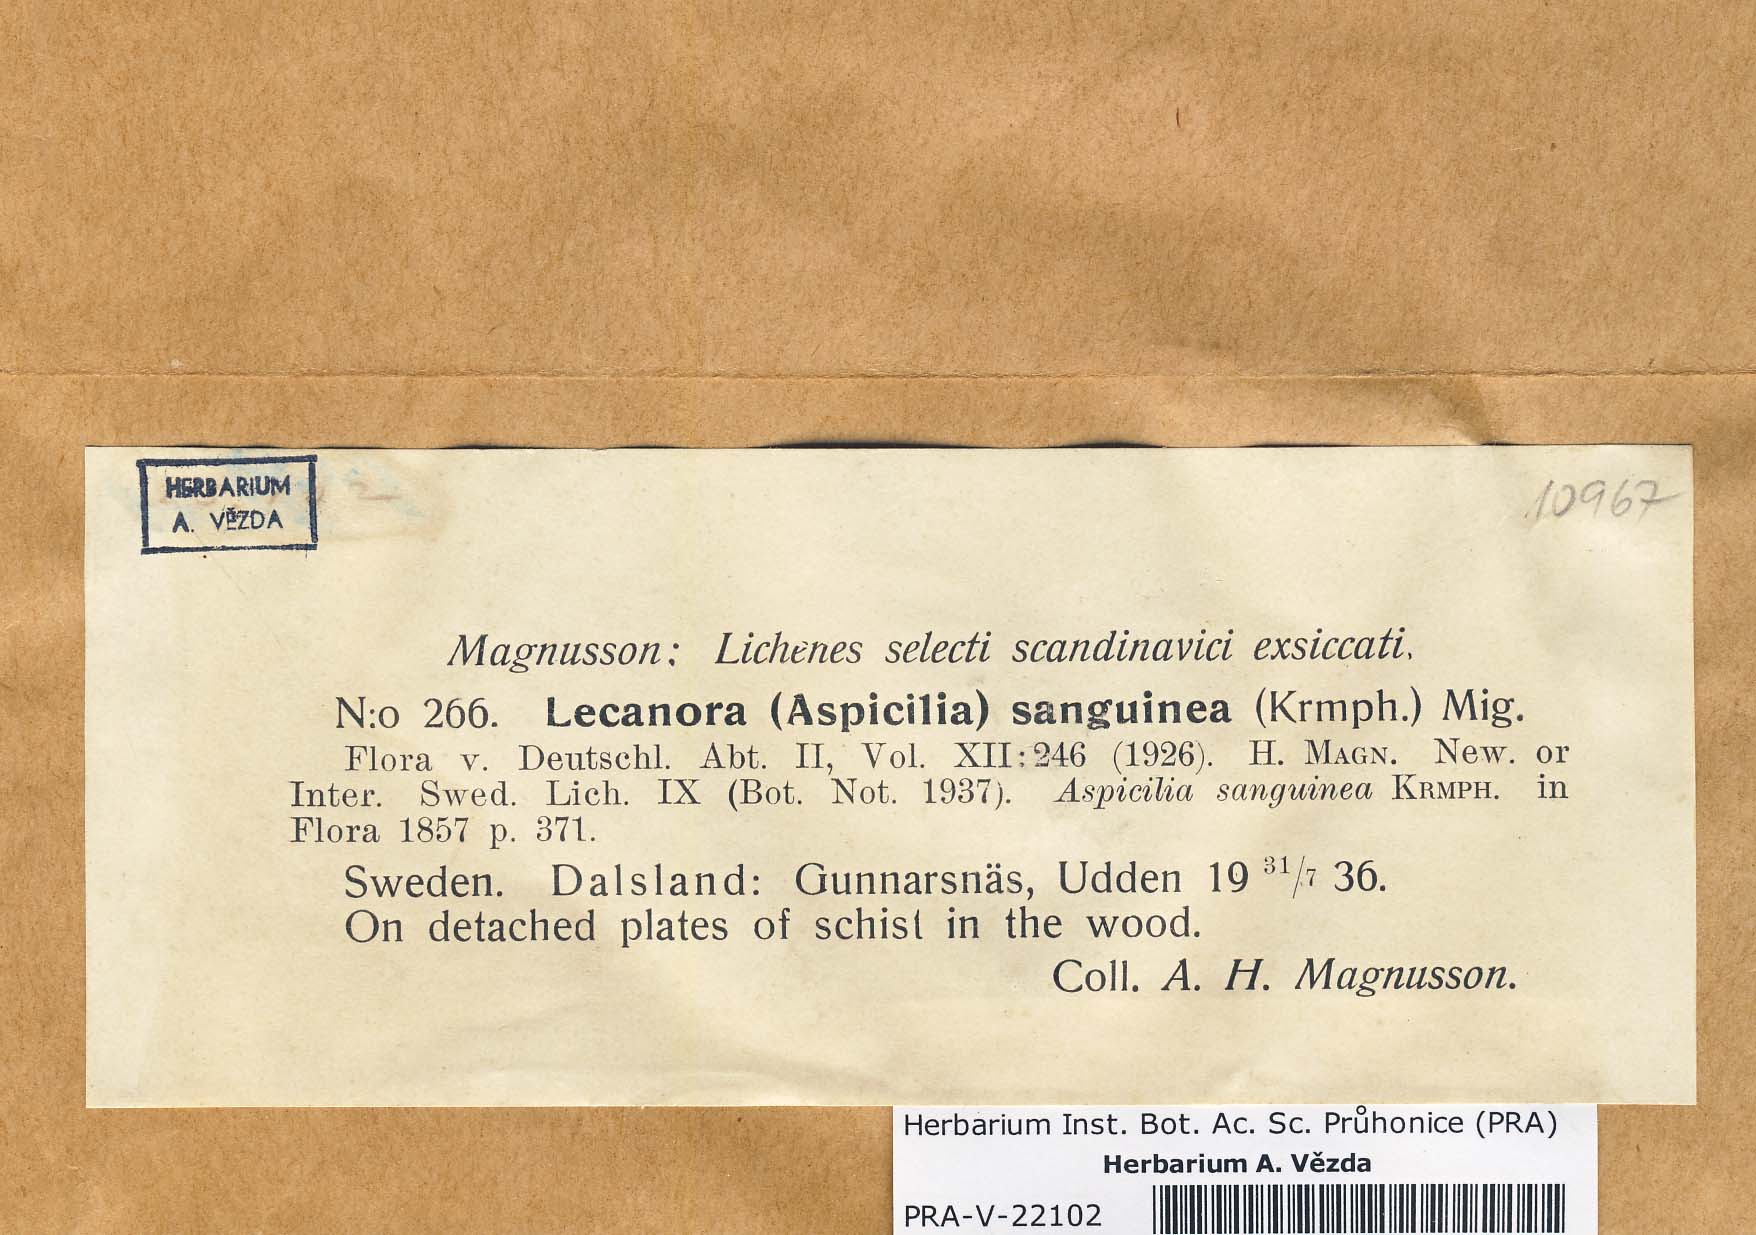 HERBARIUM
A. VĚZDA
10967
Magnusson: Lichenes selecti scandinavici exsiccati.
N:o 266. Lecanora (Aspicilia) sanguinea (Krmph.) Mig.
Flora v. Deutschl. Abt. II, Vol. XII:246 (1926). H. MAGN. New. or
Inter. Swed. Lich. IX (Bot. Not. 1937). Aspicilia sanguinea KRMPH. in
Flora 1857 p. 371.
Sweden. Dalsland: Gunnarsnäs, Udden 19 31/7 36.
On detached plates of schist in the wood.
Coll. A. H. Magnusson.
Herbarium Inst. Bot. Ac. Sc. Průhonice (PRA)
Herbarium A. Vězda
PRA-V-22102